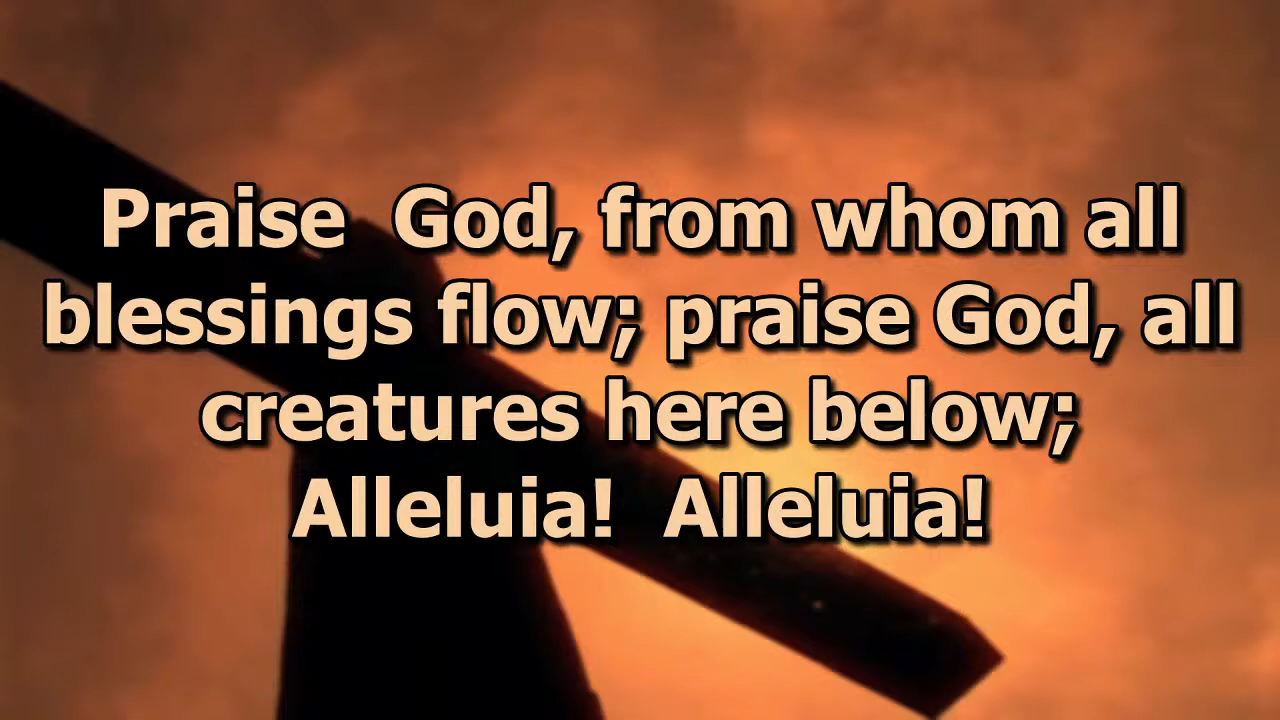 Praise  God, from whom all
blessings flow; praise God, all
creatures here below;
Alleluia!  Alleluia!